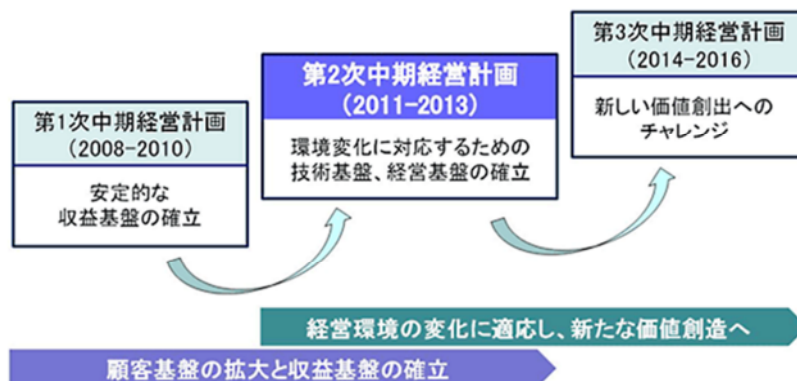 第1次中期経営計画
(2008-2010)
安定的な
収益基盤の確立
第2次中期経営計画
(2011-2013)
環境変化に対応するための
技術基盤、経営基盤の確立
第3次中期経営計画
(2014-2016)
新しい価値創出への
チャレンジ
経営環境の変化に適応し、新たな価値創造へ
顧客基盤の拡大と収益基盤の確立